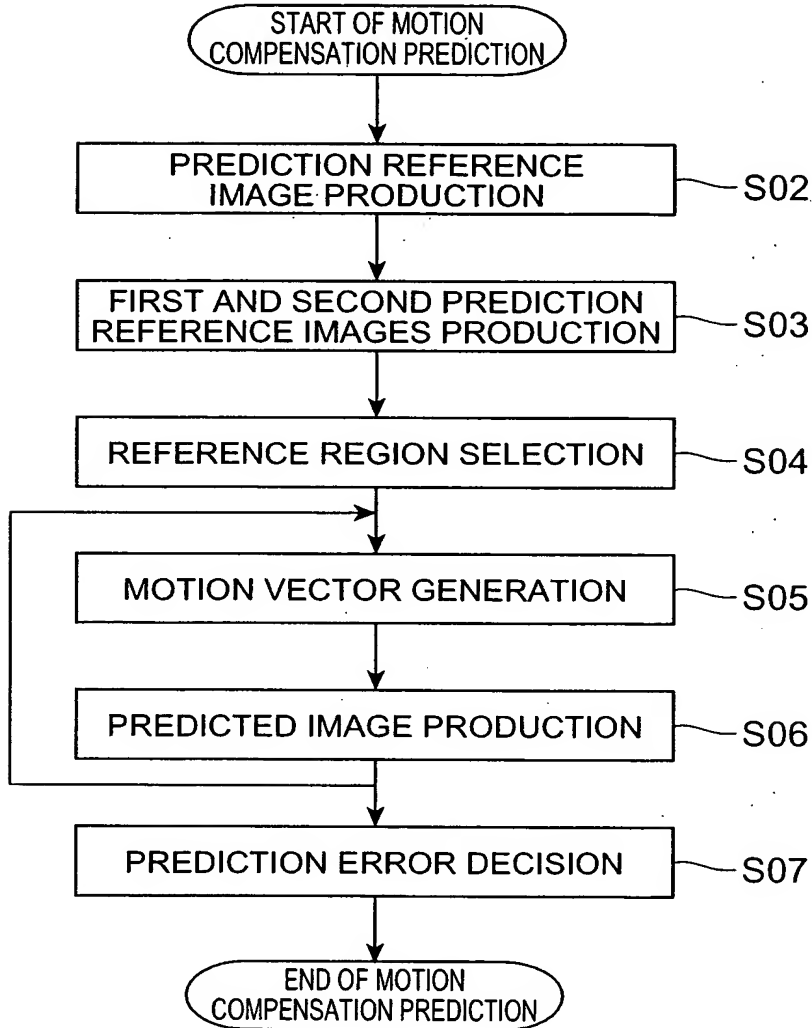 START OF MOTION
COMPENSATION PREDICTION
PREDICTION REFERENCE
IMAGE PRODUCTION
S02
FIRST AND SECOND PREDICTION
REFERENCE IMAGES PRODUCTION
S03
REFERENCE REGION SELECTION
S04
MOTION VECTOR GENERATION
S05
PREDICTED IMAGE PRODUCTION
S06
PREDICTION ERROR DECISION
S07
END OF MOTION
COMPENSATION PREDICTION